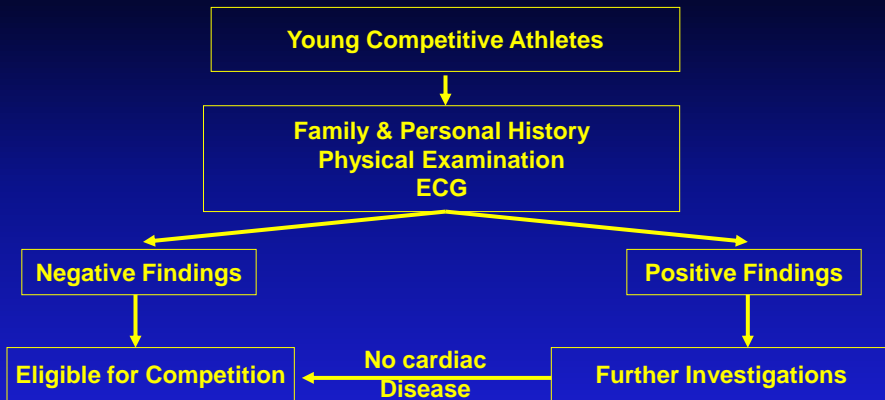 Young Competitive Athletes
Family & Personal History
Physical Examination
ECG
Negative Findings
Positive Findings
Eligible for Competition
No cardiac
Disease
Further Investigations